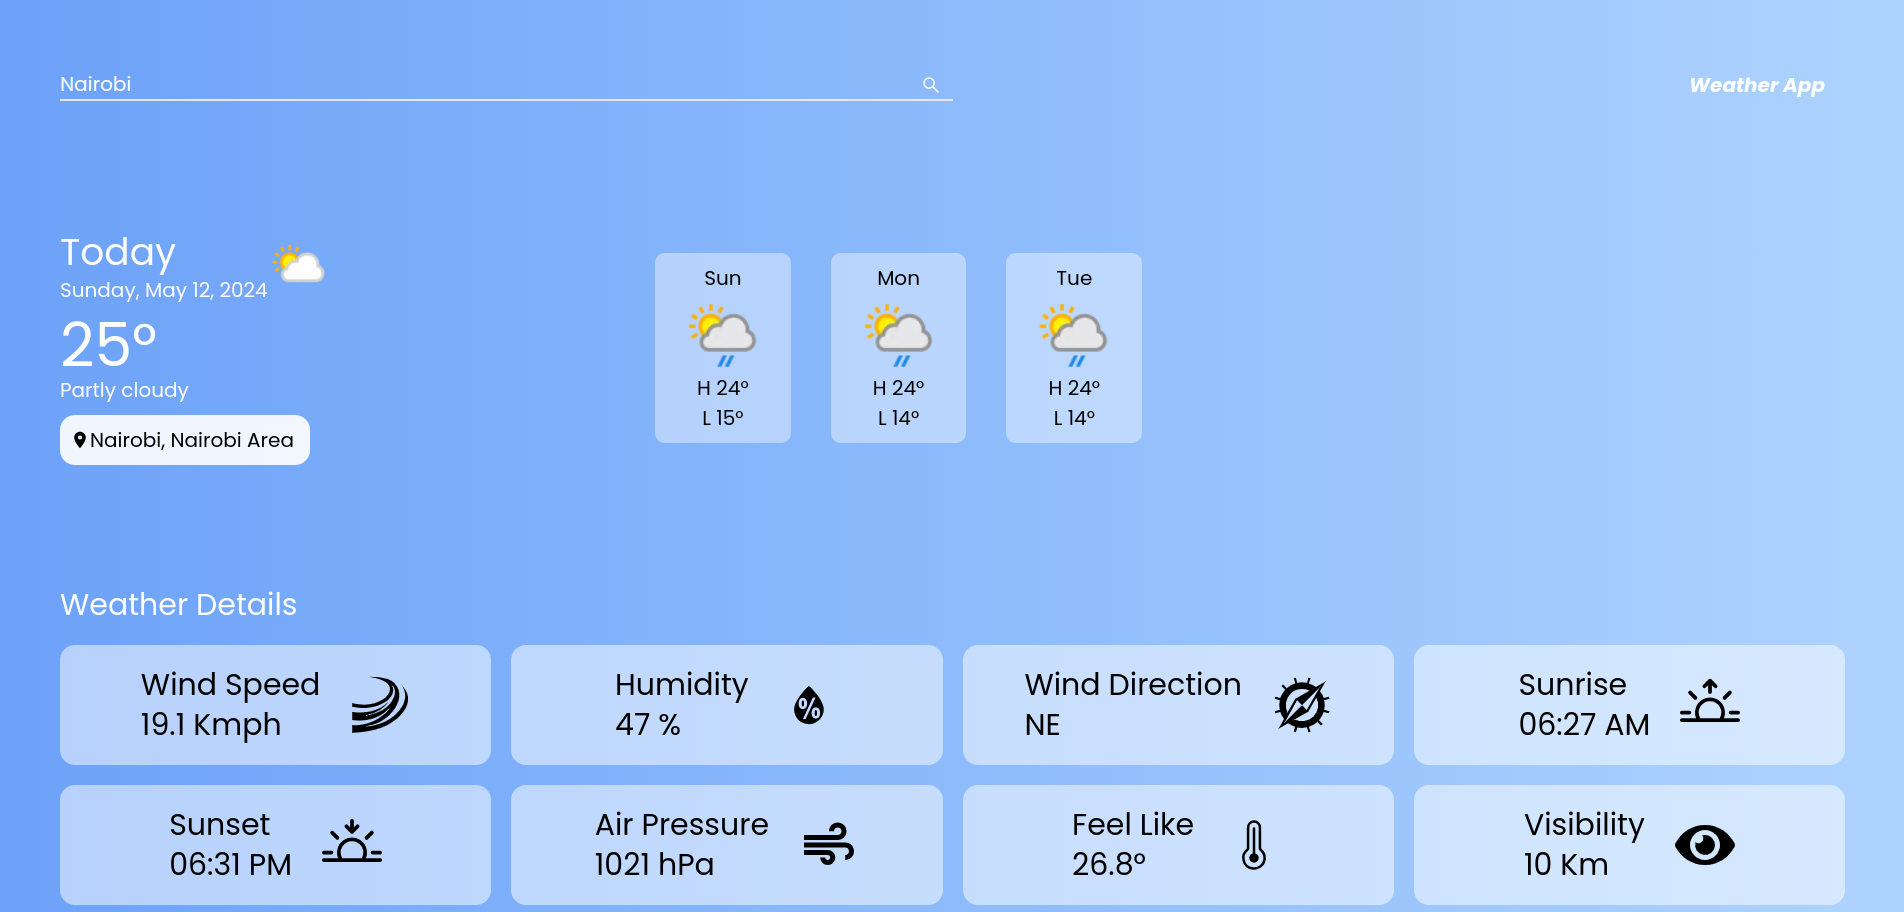 Nairobi
Weather App
Today
Sunday, May 12, 2024
25°
Partly cloudy
Nairobi, Nairobi Area
Sun
H 24°
L 15°
Mon
H 24°
L 14°
Tue
H 24°
L 14°
Weather Details
Wind Speed
19.1 Kmph
Humidity
47 %
%
Wind Direction
NE
Sunrise
06:27 AM
Sunset
06:31 PM
Air Pressure
1021 hPa
Feel Like
26.8°
Visibility
10 Km